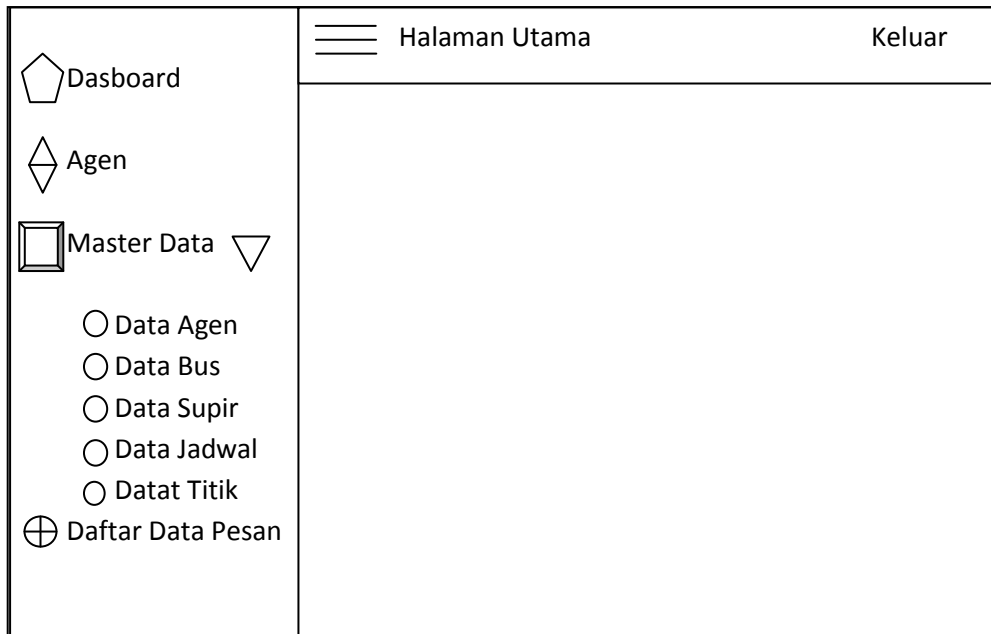 Halaman Utama
Keluar
Dasboard
Agen
Master Data
Data Agen
Data Bus
Data Supir
Data Jadwal
Datat Titik
Daftar Data Pesan